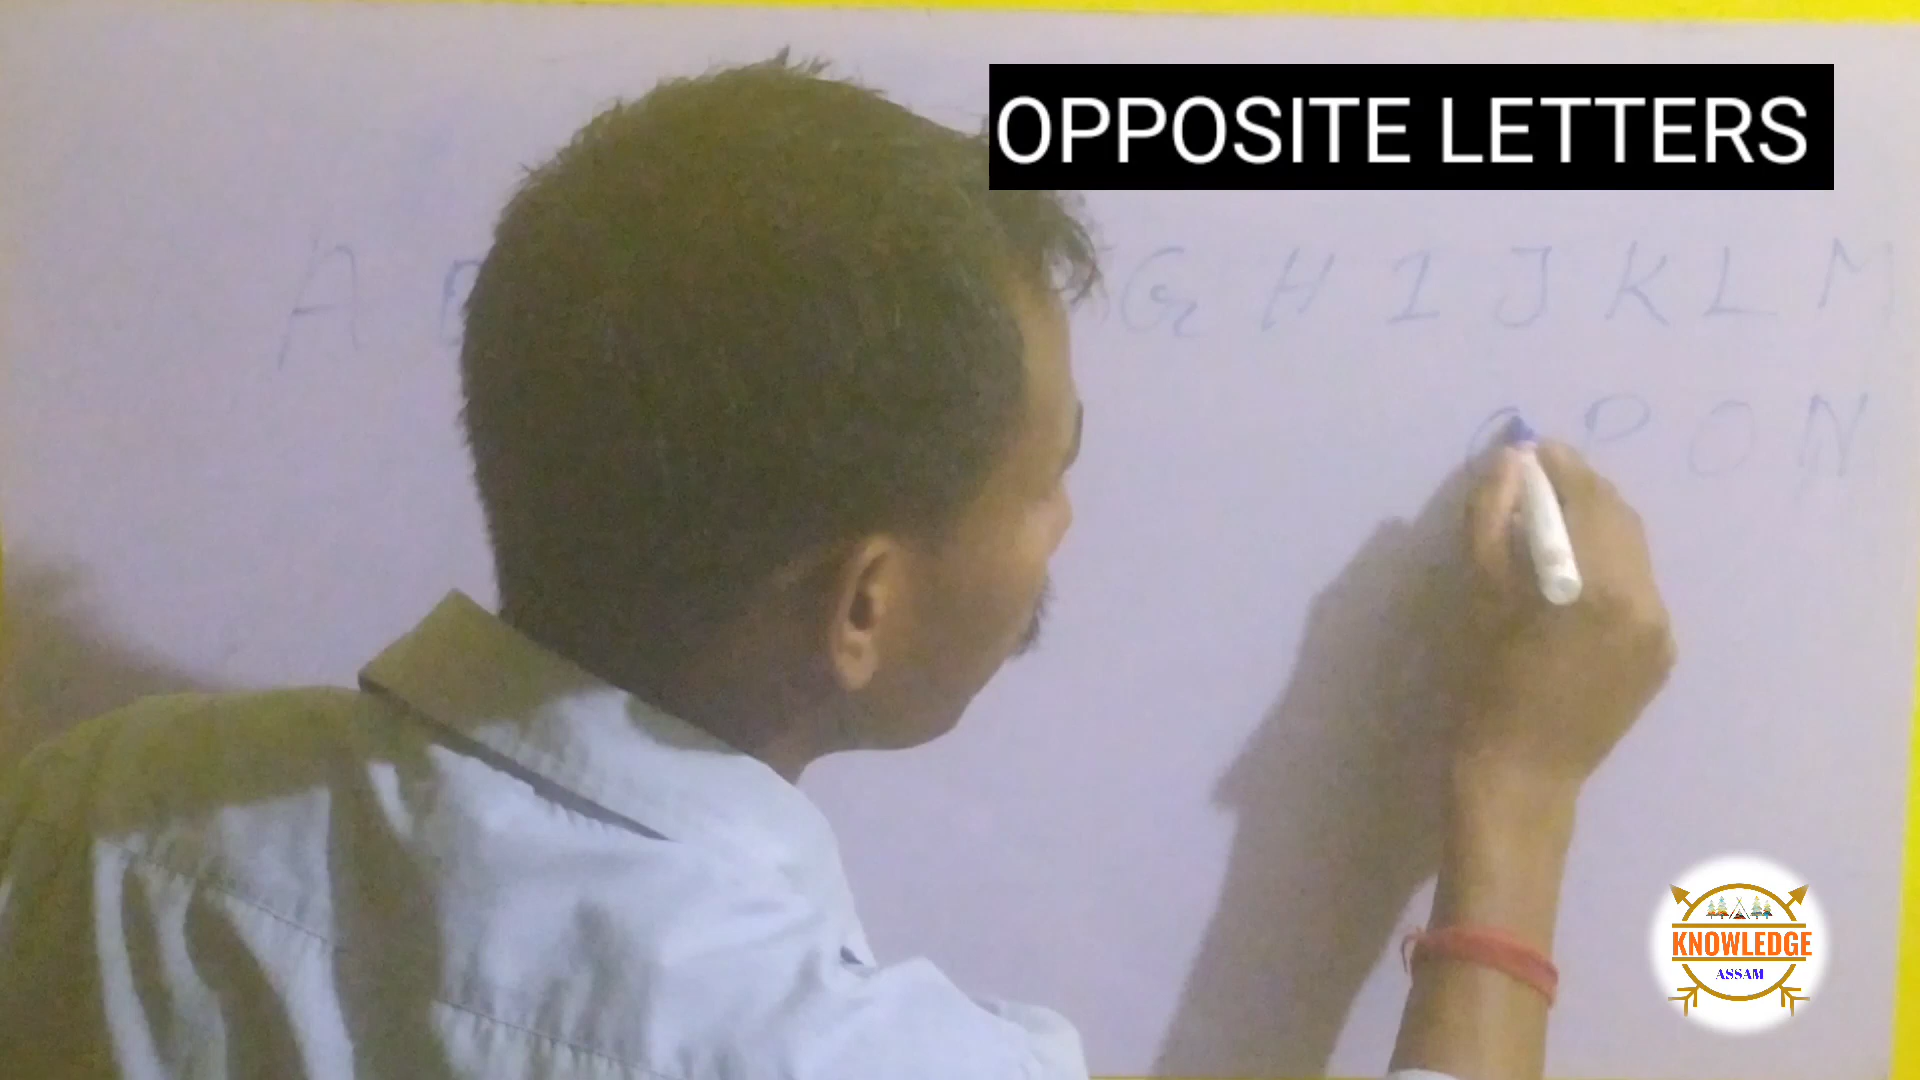 OPPOSITE LETTERS
A B G H I J K L M
Q P O N
KNOWLEDGE
ASSAM